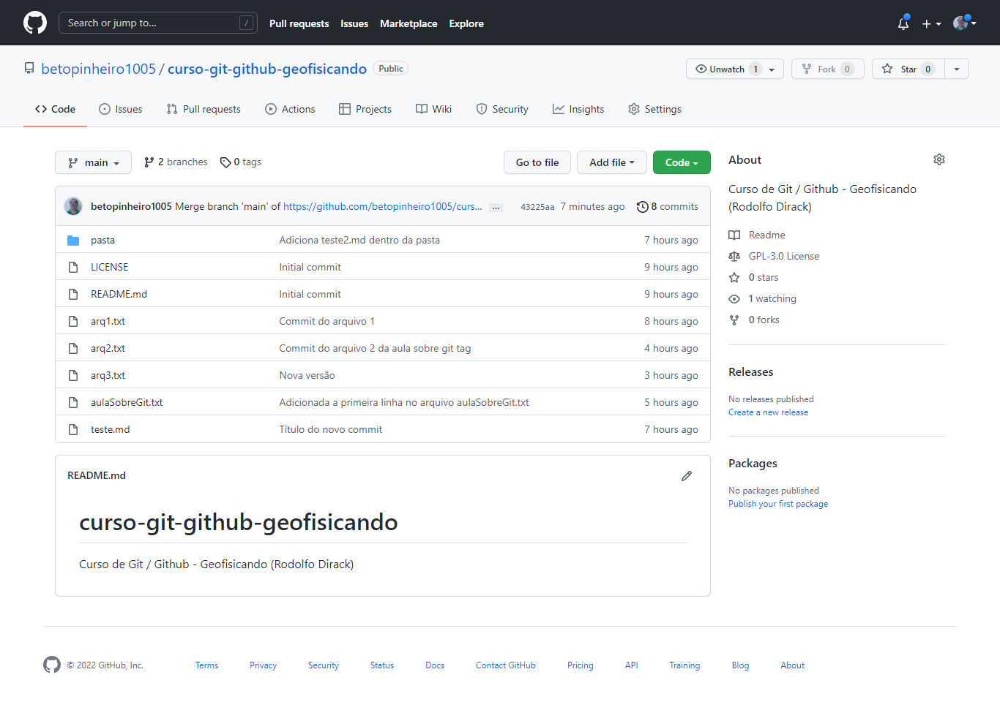 Search or jump to... /
Pull requests Issues Marketplace Explore
betopinheiro1005 / curso-git-github-geofisicando Public
Unwatch 1 Fork 0 Star 0
Code Issues Pull requests Actions Projects Wiki Security Insights Settings
main 2 branches 0 tags
Go to file Add file Code
betopinheiro1005 Merge branch 'main' of https://github.com/betopinheiro1005/curs... ... 43225aa 7 minutes ago 8 commits
pasta Adiciona teste2.md dentro da pasta 7 hours ago
LICENSE Initial commit 9 hours ago
README.md Initial commit 9 hours ago
arq1.txt Commit do arquivo 1 8 hours ago
arq2.txt Commit do arquivo 2 da aula sobre git tag 4 hours ago
arq3.txt Nova versão 3 hours ago
aulaSobreGit.txt Adicionada a primeira linha no arquivo aulaSobreGit.txt 5 hours ago
teste.md Título do novo commit 7 hours ago
README.md
curso-git-github-geofisicando
Curso de Git / Github - Geofisicando (Rodolfo Dirack)
About
Curso de Git / Github - Geofisicando
(Rodolfo Dirack)
Readme
GPL-3.0 License
0 stars
1 watching
0 forks
Releases
No releases published
Create a new release
Packages
No packages published
Publish your first package
© 2022 GitHub, Inc. Terms Privacy Security Status Docs Contact GitHub Pricing API Training Blog About